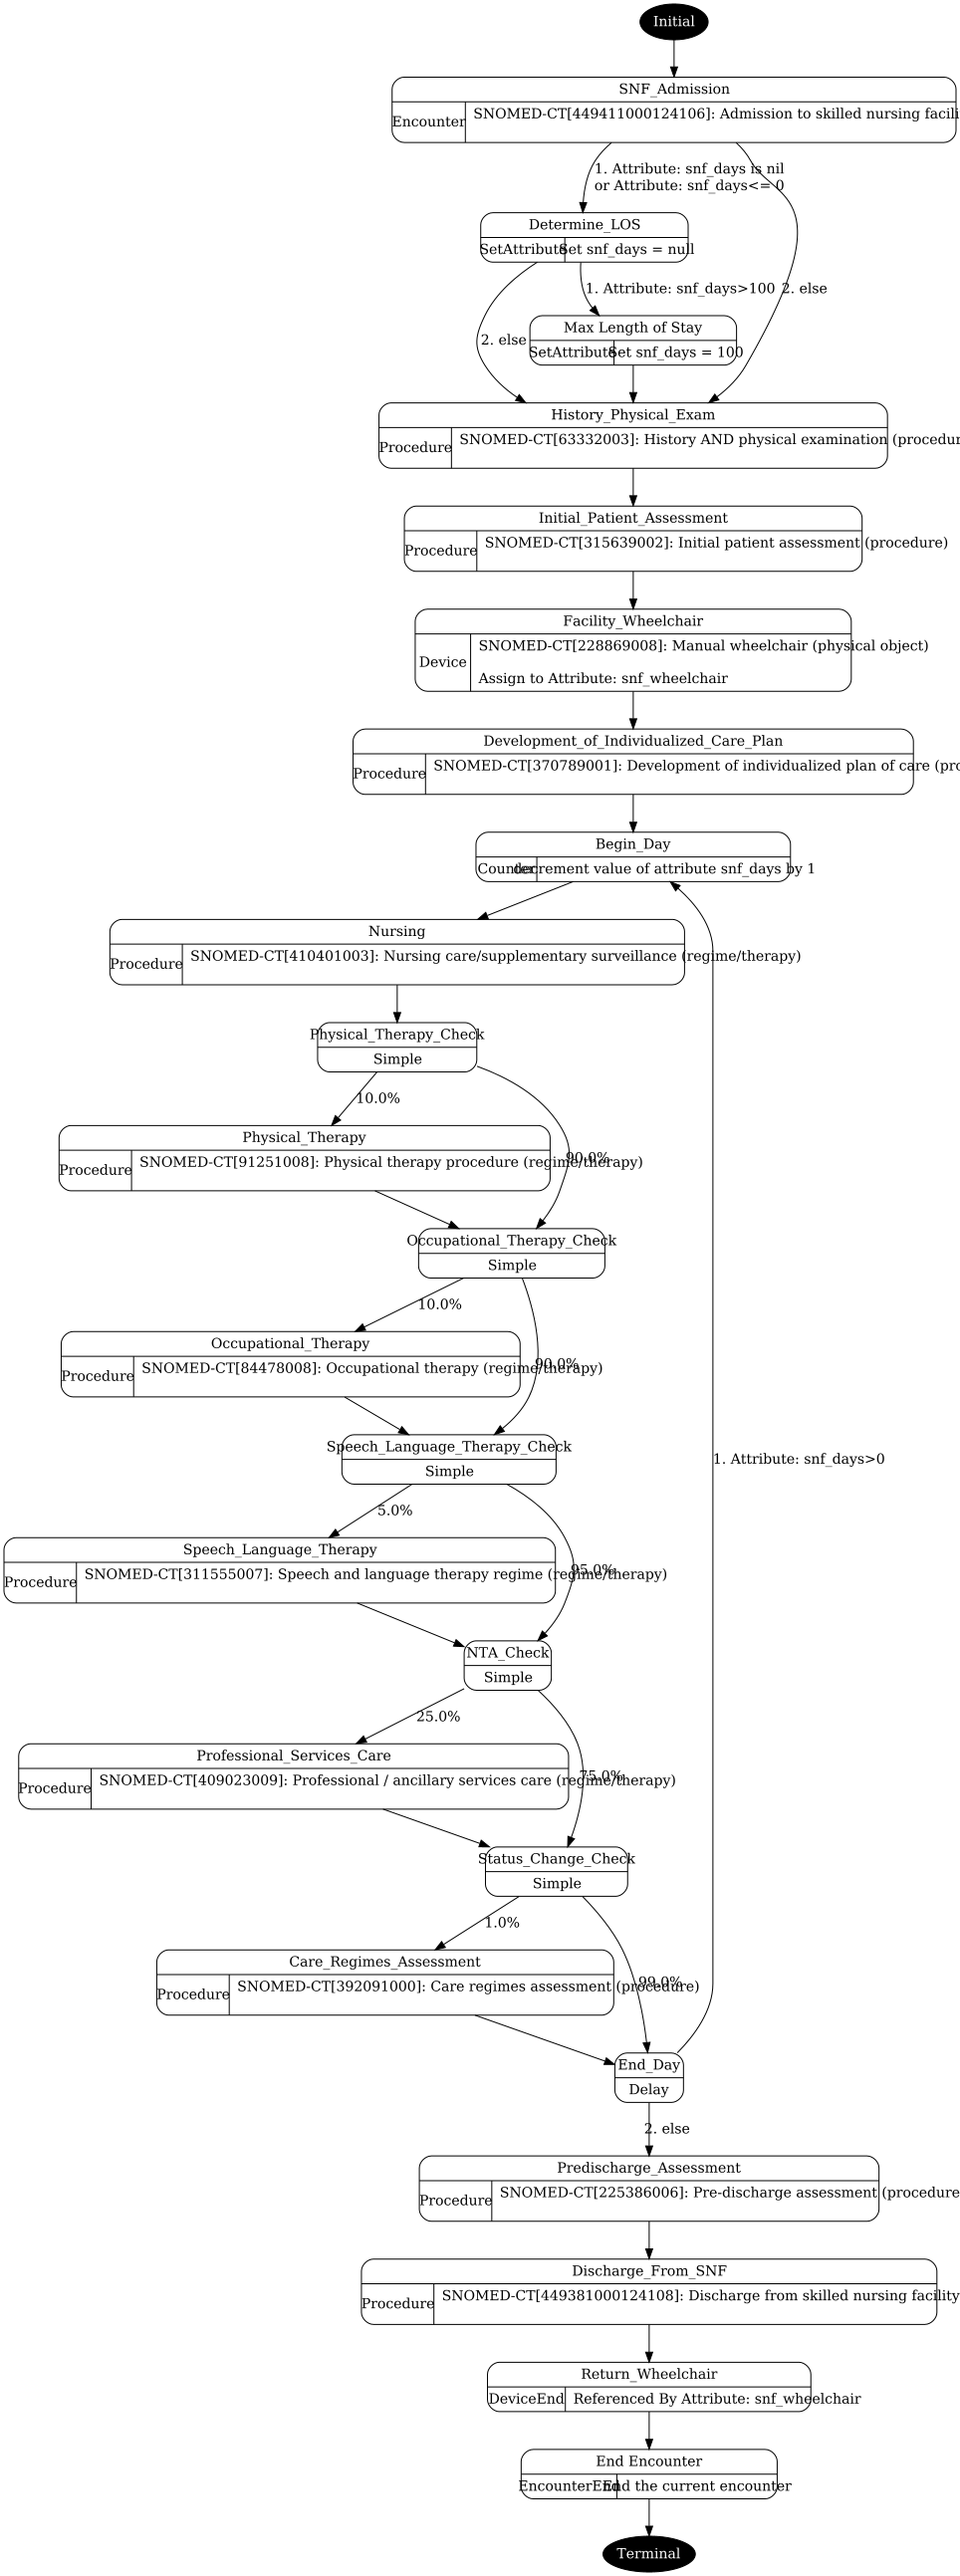 Initial
SNF_Admission
Encounter
SNOMED-CT[449411000124106]: Admission to skilled nursing facili
1. Attribute: snf_days is nil
or Attribute: snf_days<= 0
Determine_LOS
SetAttribute
Set snf_days = null
1. Attribute: snf_days>100
2. else
Max Length of Stay
2. else
SetAttribute
Set snf_days = 100
History_Physical_Exam
Procedure
SNOMED-CT[63332003]: History AND physical examination (procedur
Initial_Patient_Assessment
Procedure
SNOMED-CT[315639002]: Initial patient assessment (procedure)
Facility_Wheelchair
Device
SNOMED-CT[228869008]: Manual wheelchair (physical object)
Assign to Attribute: snf_wheelchair
Development_of_Individualized_Care_Plan
Procedure
SNOMED-CT[370789001]: Development of individualized plan of care (pro
Begin_Day
Counter
decrement value of attribute snf_days by 1
Nursing
Procedure
SNOMED-CT[410401003]: Nursing care/supplementary surveillance (regime/therapy)
Physical_Therapy_Check
Simple
10.0%
Physical_Therapy
Procedure
SNOMED-CT[91251008]: Physical therapy procedure (regime/therapy)
90.0%
Occupational_Therapy_Check
Simple
10.0%
Occupational_Therapy
Procedure
SNOMED-CT[84478008]: Occupational therapy (regime/therapy)
90.0%
Speech_Language_Therapy_Check
Simple
1. Attribute: snf_days>0
5.0%
Speech_Language_Therapy
Procedure
SNOMED-CT[311555007]: Speech and language therapy regime (regime/therapy)
95.0%
NTA_Check
Simple
25.0%
Professional_Services_Care
Procedure
SNOMED-CT[409023009]: Professional / ancillary services care (regime/therapy)
75.0%
Status_Change_Check
Simple
1.0%
Care_Regimes_Assessment
Procedure
SNOMED-CT[392091000]: Care regimes assessment (procedure)
99.0%
End_Day
Delay
2. else
Predischarge_Assessment
Procedure
SNOMED-CT[225386006]: Pre-discharge assessment (procedure
Discharge_From_SNF
Procedure
SNOMED-CT[449381000124108]: Discharge from skilled nursing facility
Return_Wheelchair
DeviceEnd
Referenced By Attribute: snf_wheelchair
End Encounter
EncounterEnd
End the current encounter
Terminal